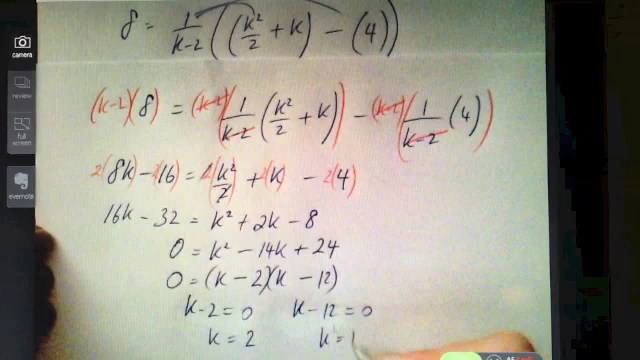 8 = 1/(k-2) ((k²/2 + k) - (4))
(k-2)(8) = (k-2)(1/(k-2) (k²/2 + k)) - (k-2)(1/(k-2) (4))
2(8k) - 2(16) = 2(k²/2) + 2(k) - 2(4)
16k - 32 = k² + 2k - 8
0 = k² - 14k + 24
0 = (k - 2)(k - 12)
k-2 = 0 k-12 = 0
k = 2 k = 1
camera
review
full
screen
evernote